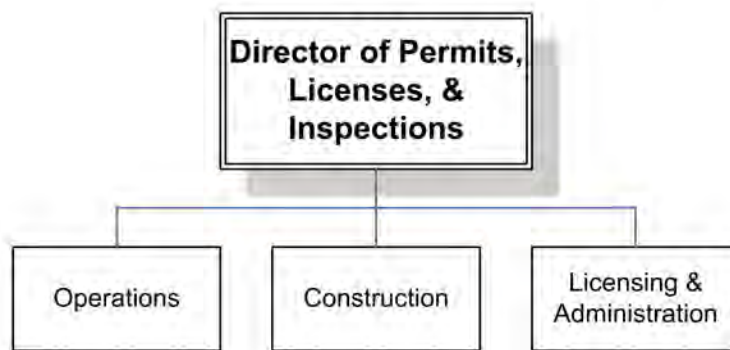 Director of Permits,
Licenses, &
Inspections
Operations
Construction
Licensing &
Administration